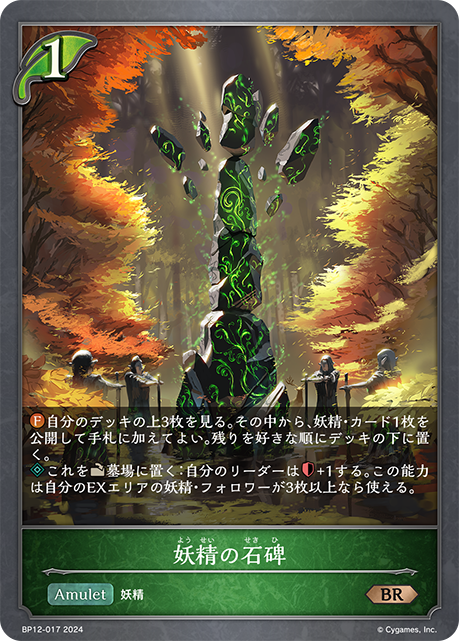 1
F 自分のデッキの上3枚を見る。その中から、妖精・カード1枚を
公開して手札に加えてよい。残りを好きな順にデッキの下に置
く。
これを墓場に置く:自分のリーダーは+1する。この能力
は自分のEXエリアの妖精・フォロワーが3枚以上なら使える。
ようせい せきひ
妖精の石碑
Amulet 妖精 BR
BP12-017 2024 © Cygames, Inc.